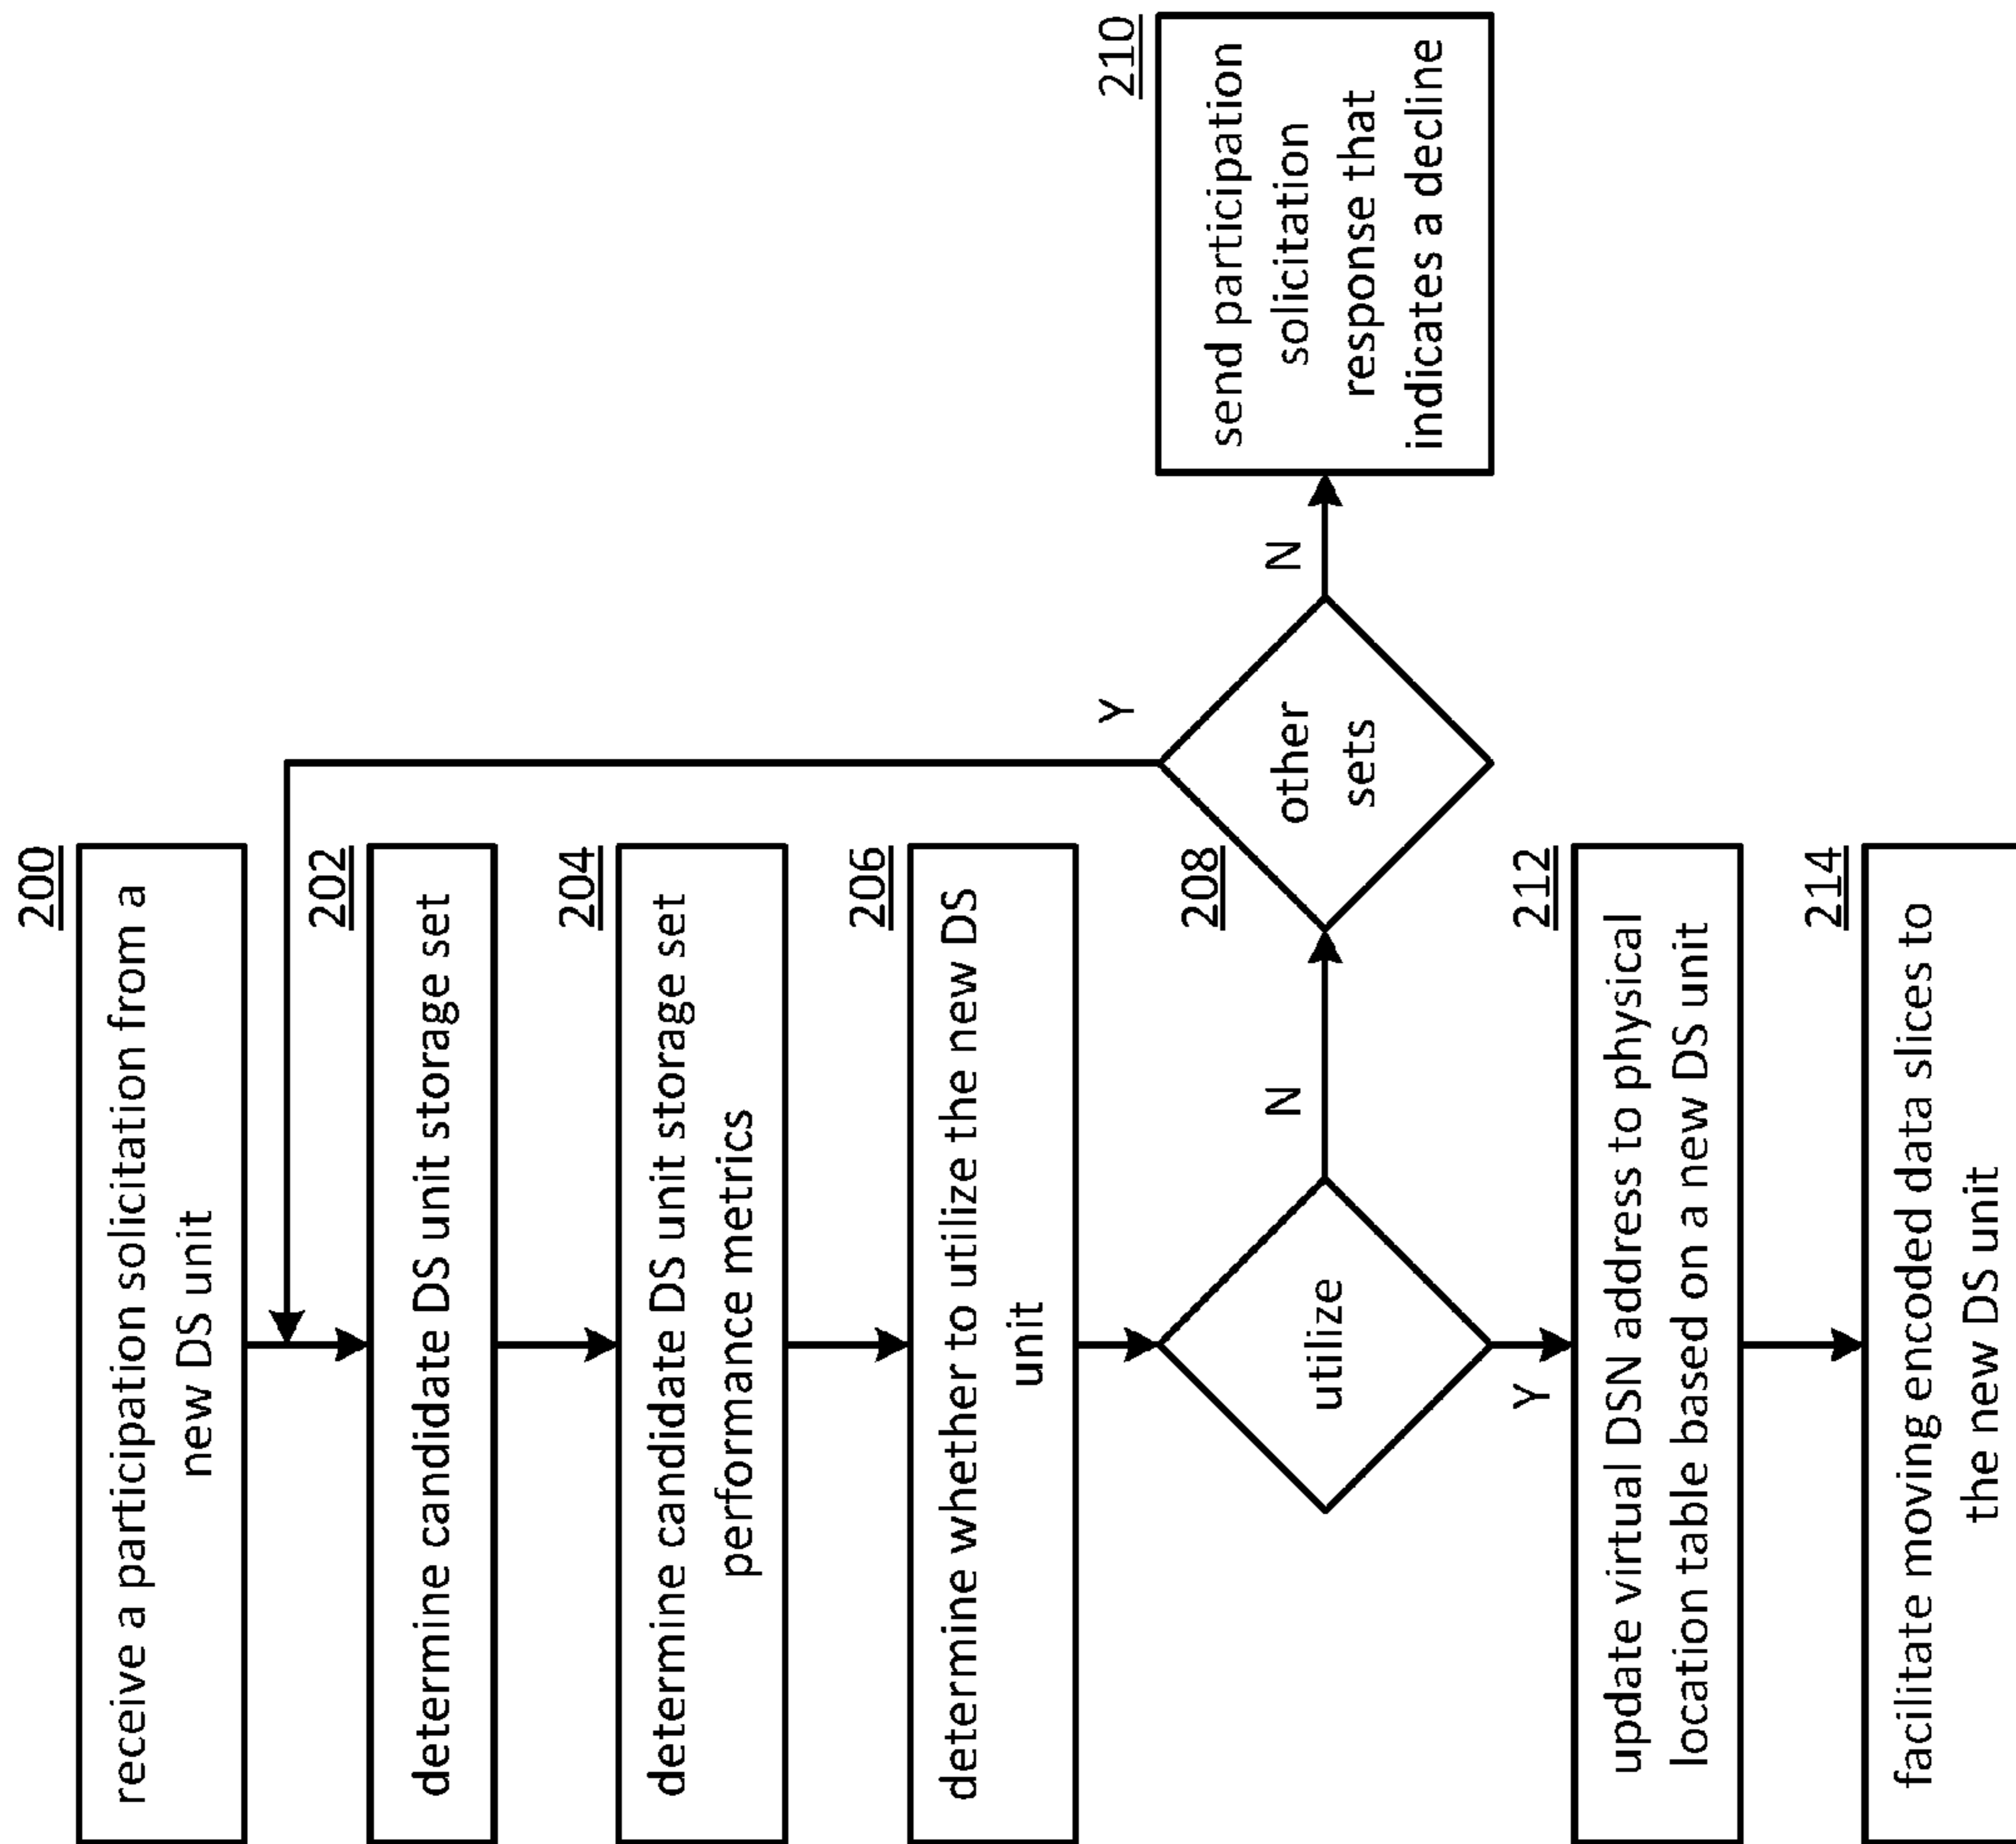 200
receive a participation solicitation from a
new DS unit
202
determine candidate DS unit storage set
204
determine candidate DS unit storage set
performance metrics
206
determine whether to utilize the new DS
unit
utilize
N
Y
208
other
sets
Y
N
210
send participation
solicitation
response that
indicates a decline
212
update virtual DSN address to physical
location table based on a new DS unit
214
facilitate moving encoded data slices to
the new DS unit